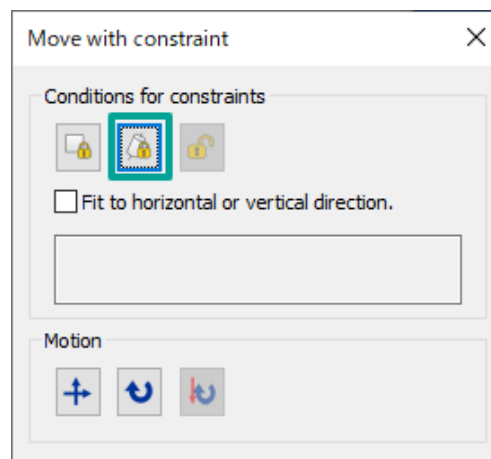 Move with constraint
Conditions for constraints
Fit to horizontal or vertical direction.
Motion